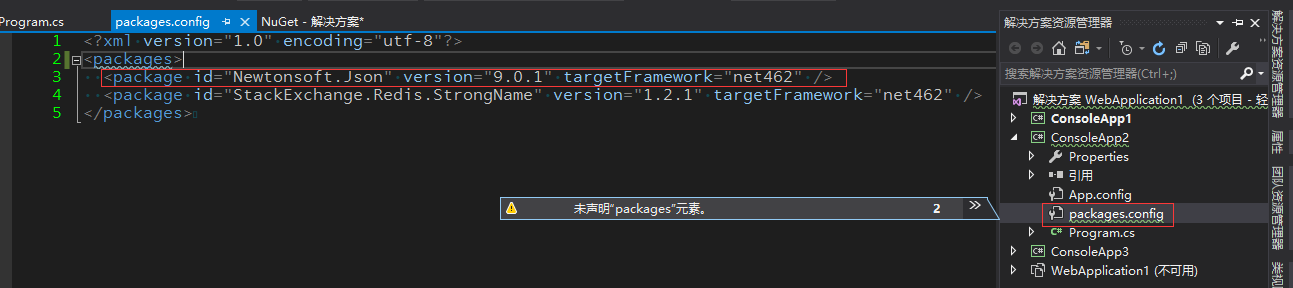 Program.cs
packages.config
NuGet - 解决方案*
1 <?xml version="1.0" encoding="utf-8"?>
2 <packages>
3 <package id="Newtonsoft.Json" version="9.0.1" targetFramework="net462" />
4 <package id="StackExchange.Redis.StrongName" version="1.2.1" targetFramework="net462" />
5 </packages>
未声明"packages"元素。 2
解决方案资源管理器
搜索解决方案资源管理器(Ctrl+;)
解决方案 WebApplication1 (3 个项目 - 轻
ConsoleApp1
ConsoleApp2
Properties
引用
App.config
packages.config
Program.cs
ConsoleApp3
WebApplication1 (不可用)
解决方案资源管理器
属性
团队资源管理器
类视